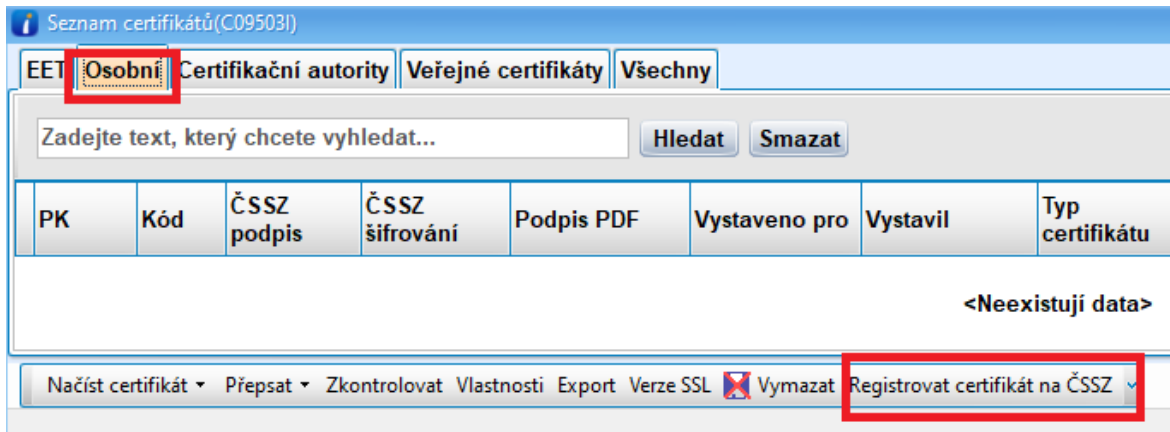 Seznam certifikátů(C09503I)
EET Osobní Certifikační autority Veřejné certifikáty Všechny
Zadejte text, který chcete vyhledat... Hledat Smazat
PK Kód ČSSZ podpis ČSSZ šifrování Podpis PDF Vystaveno pro Vystavil Typ certifikátu
<Neexistují data>
Načíst certifikát Přepsat Zkontrolovat Vlastnosti Export Verze SSL Vymazat Registrovat certifikát na ČSSZ